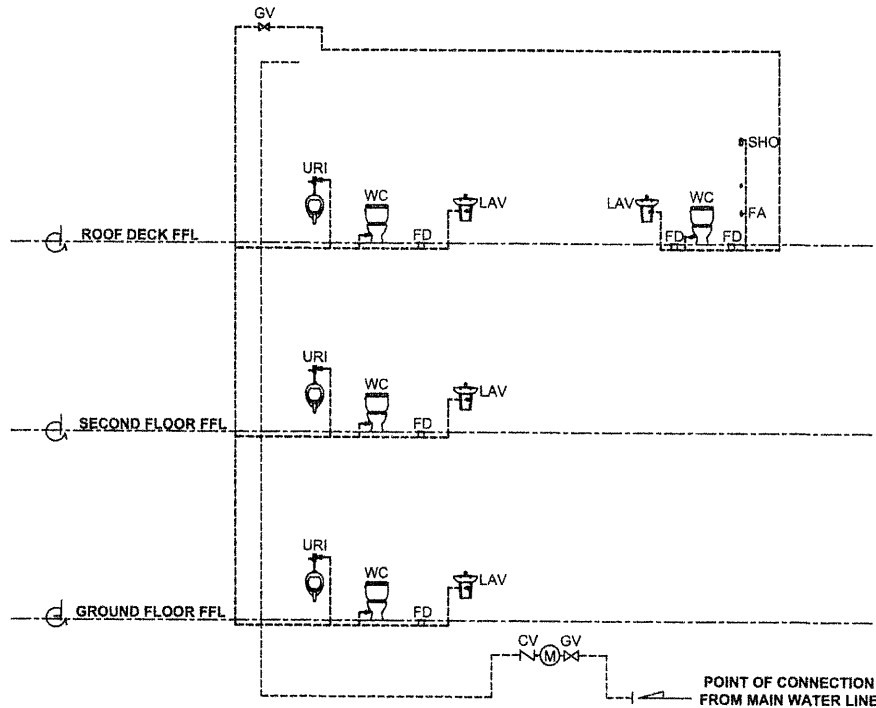 GV
SHO
URI
WC
LAV
LAV
WC
FA
ROOF DECK FFL
FD
FD
FD
URI
WC
LAV
SECOND FLOOR FFL
FD
URI
WC
LAV
GROUND FLOOR FFL
FD
CV
M
GV
POINT OF CONNECTION
FROM MAIN WATER LINE